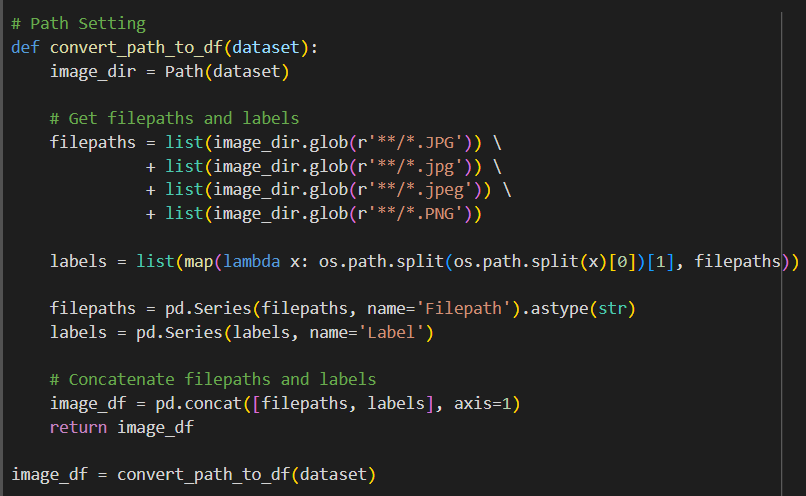 # Path Setting
def convert_path_to_df(dataset):
    image_dir = Path(dataset)

    # Get filepaths and labels
    filepaths = list(image_dir.glob(r'**/*.JPG')) \
              + list(image_dir.glob(r'**/*.jpg')) \
              + list(image_dir.glob(r'**/*.jpeg')) \
              + list(image_dir.glob(r'**/*.PNG'))

    labels = list(map(lambda x: os.path.split(os.path.split(x)[0])[1], filepaths))

    filepaths = pd.Series(filepaths, name='Filepath').astype(str)
    labels = pd.Series(labels, name='Label')

    # Concatenate filepaths and labels
    image_df = pd.concat([filepaths, labels], axis=1)
    return image_df

image_df = convert_path_to_df(dataset)